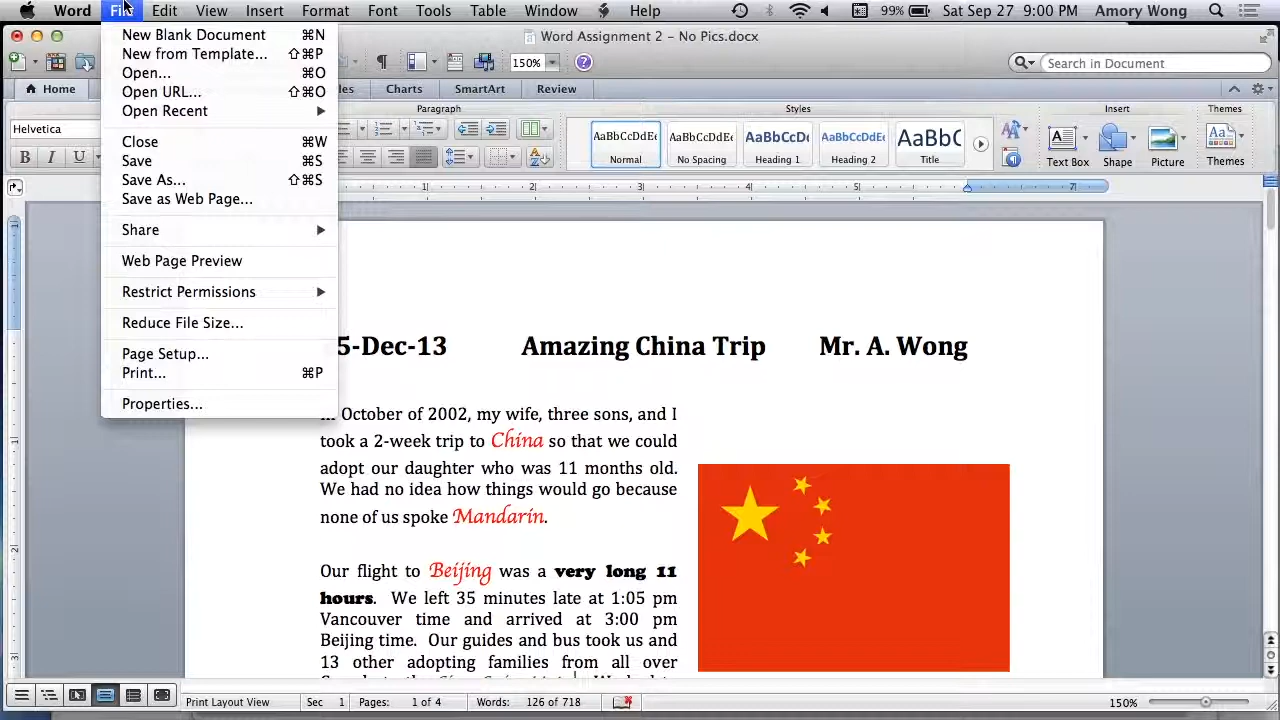 Word File Edit View Insert Format Font Tools Table Window Help 99% Sat Sep 27 9:00 PM Amory Wong
New Blank Document ⌘N
New from Template... ⇧⌘P
Open... ⌘O
Open URL... ⇧⌘O
Open Recent
Close ⌘W
Save ⌘S
Save As... ⇧⌘S
Save as Web Page...
Share
Web Page Preview
Restrict Permissions
Reduce File Size...
Page Setup...
Print... ⌘P
Properties...
Word Assignment 2 - No Pics.docx
150%
Search in Document
Home Charts SmartArt Review
Paragraph Styles Insert Themes
Helvetica
B I U
AaBbCcDdEe AaBbCcDdEe AaBbCcDc AaBbCcDdEe AaBbC
Normal No Spacing Heading 1 Heading 2 Title
Text Box Shape Picture Themes
1 2 3 4 5 7
5-Dec-13 Amazing China Trip Mr. A. Wong
In October of 2002, my wife, three sons, and I
took a 2-week trip to China so that we could
adopt our daughter who was 11 months old.
We had no idea how things would go because
none of us spoke Mandarin.
Our flight to Beijing was a very long 11
hours. We left 35 minutes late at 1:05 pm
Vancouver time and arrived at 3:00 pm
Beijing time. Our guides and bus took us and
13 other adopting families from all over
Print Layout View Sec 1 Pages: 1 of 4 Words: 126 of 718 150%